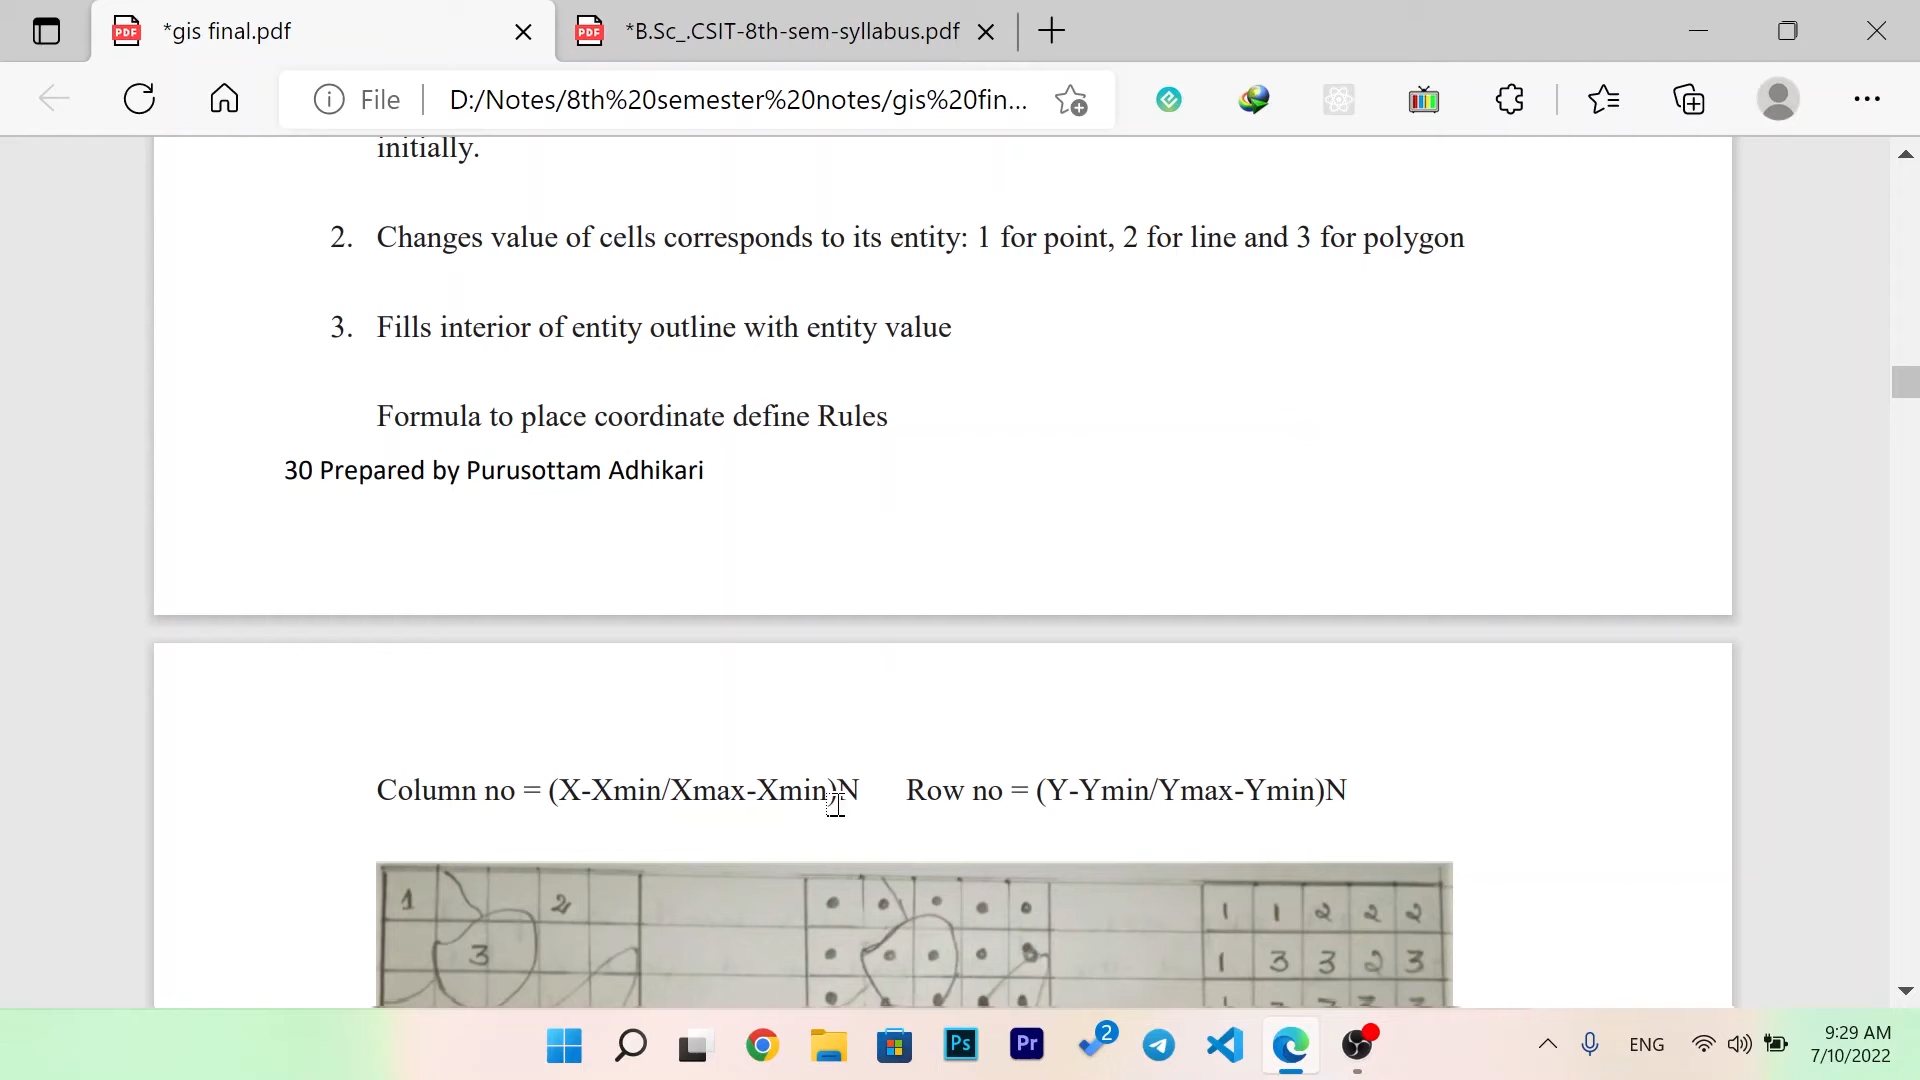 *gis final.pdf
*B.Sc_.CSIT-8th-sem-syllabus.pdf
File
D:/Notes/8th%20semester%20notes/gis%20fin...
initially.
2. Changes value of cells corresponds to its entity: 1 for point, 2 for line and 3 for polygon
3. Fills interior of entity outline with entity value
Formula to place coordinate define Rules
30 Prepared by Purusottam Adhikari
Column no = (X-Xmin/Xmax-Xmin)N Row no = (Y-Ymin/Ymax-Ymin)N
1 2
3
1 1 2 2 2
1 3 3 2 3
Ps
Pr
2
ENG
9:29 AM
7/10/2022